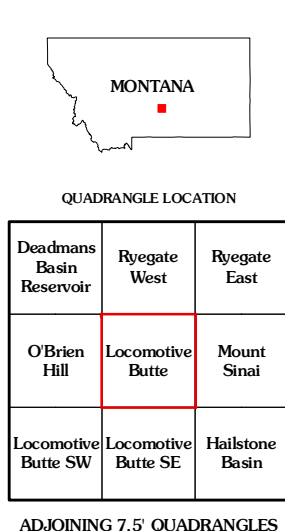 MONTANA
QUADRANGLE LOCATION
Deadmans
Basin
Reservoir
Ryegate
West
Ryegate
East
O'Brien
Hill
Locomotive
Butte
Mount
Sinai
Locomotive
Butte SW
Locomotive
Butte SE
Hailstone
Basin
ADJOINING 7.5' QUADRANGLES